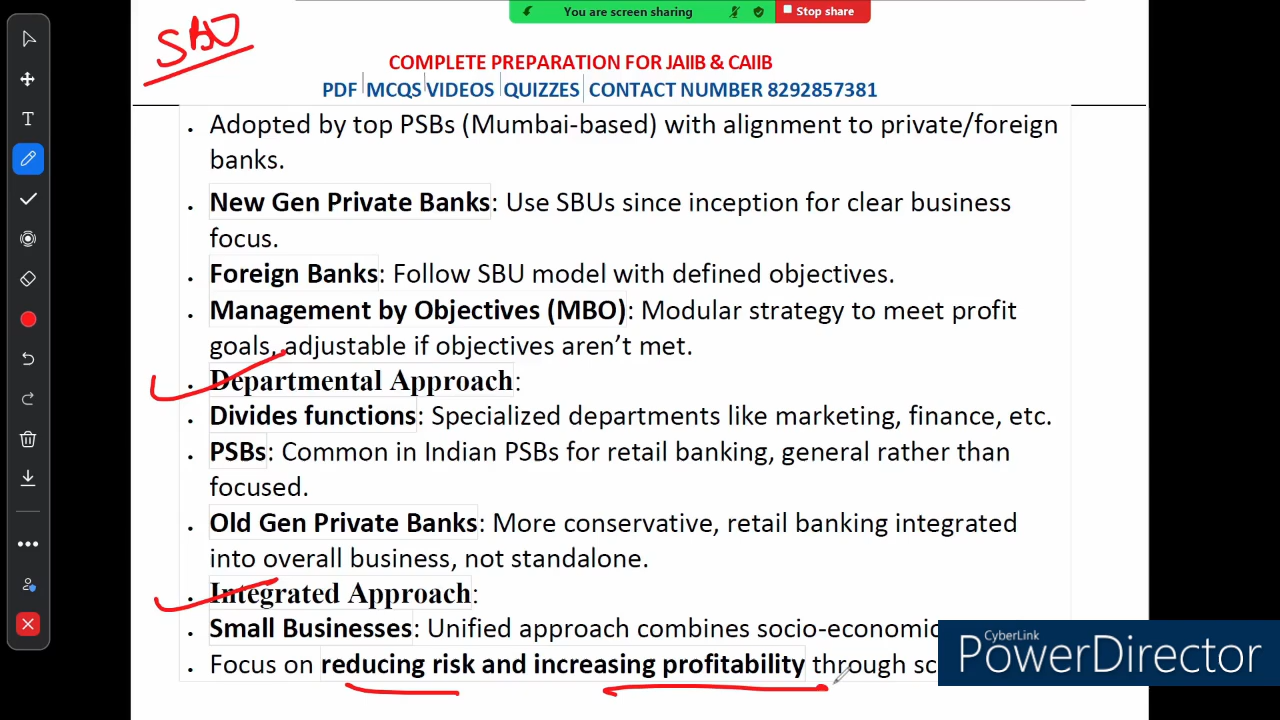 You are screen sharing
Stop share
SBU
COMPLETE PREPARATION FOR JAIIB & CAIIB
PDF MCQS VIDEOS QUIZZES CONTACT NUMBER 8292857381
T
• Adopted by top PSBs (Mumbai-based) with alignment to private/foreign
banks.
• New Gen Private Banks: Use SBUs since inception for clear business
focus.
• Foreign Banks: Follow SBU model with defined objectives.
• Management by Objectives (MBO): Modular strategy to meet profit
goals, adjustable if objectives aren’t met.
• Departmental Approach:
• Divides functions: Specialized departments like marketing, finance, etc.
• PSBs: Common in Indian PSBs for retail banking, general rather than
focused.
• Old Gen Private Banks: More conservative, retail banking integrated
into overall business, not standalone.
• Integrated Approach:
• Small Businesses: Unified approach combines socio-economic
• Focus on reducing risk and increasing profitability through
CyberLink
PowerDirector